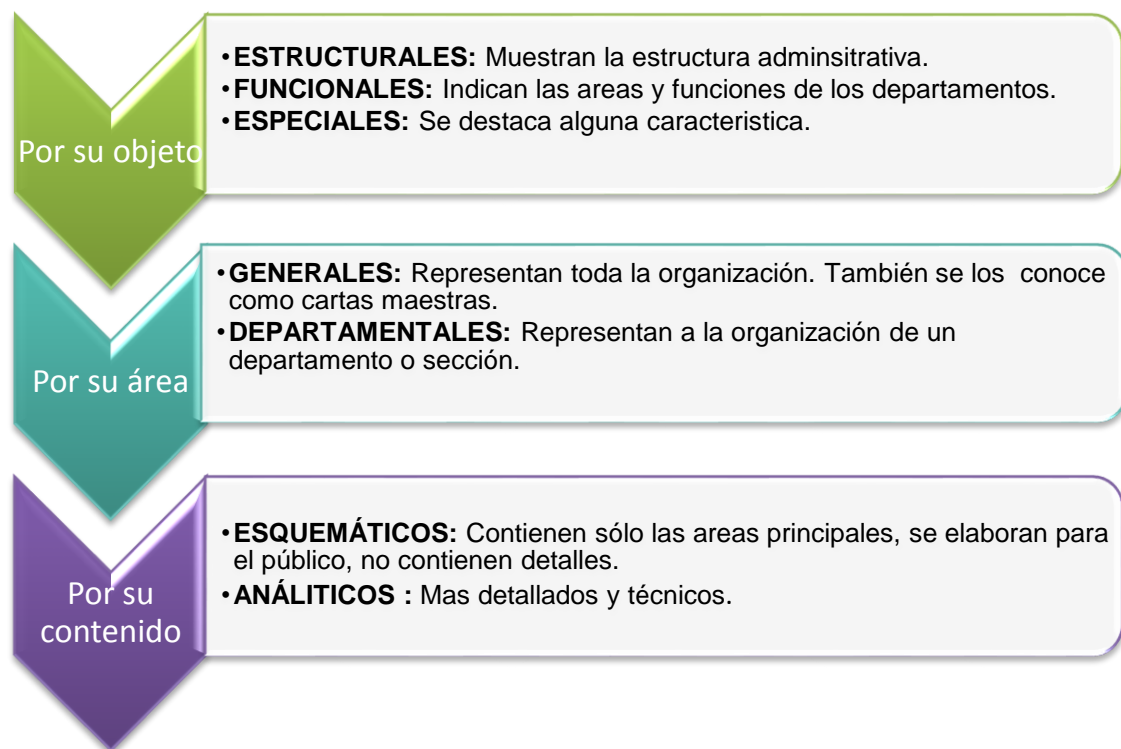 Por su objeto
•ESTRUCTURALES: Muestran la estructura adminsitrativa.
•FUNCIONALES: Indican las areas y funciones de los departamentos.
•ESPECIALES: Se destaca alguna caracteristica.
Por su área
•GENERALES: Representan toda la organización. También se los conoce
como cartas maestras.
•DEPARTAMENTALES: Representan a la organización de un
departamento o sección.
Por su
contenido
•ESQUEMÁTICOS: Contienen sólo las areas principales, se elaboran para
el público, no contienen detalles.
•ANÁLITICOS : Mas detallados y técnicos.